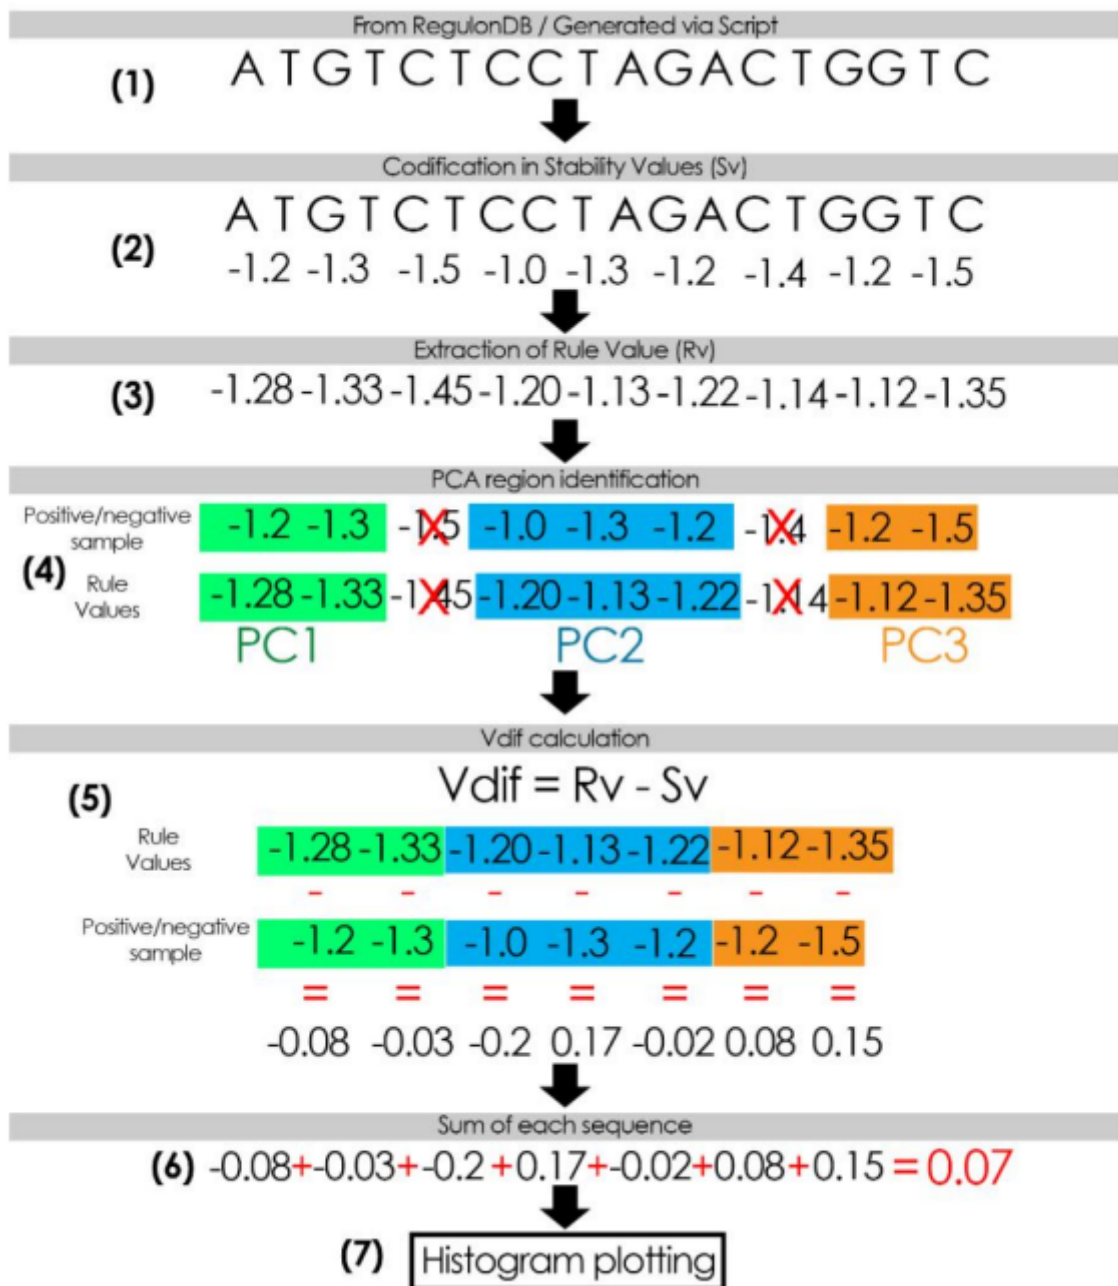 From RegulonDB / Generated via Script
(1) A T G T C T C C T A G A C T G G T C
Codification in Stability Values (Sv)
A T G T C T C C T A G A C T G G T C
(2) -1.2 -1.3 -1.5 -1.0 -1.3 -1.2 -1.4 -1.2 -1.5
Extraction of Rule Value (Rv)
(3) -1.28 -1.33 -1.45 -1.20 -1.13 -1.22 -1.14 -1.12 -1.35
PCA region identification
Positive/negative sample -1.2 -1.3 -1.5 -1.0 -1.3 -1.2 -1.4 -1.2 -1.5
(4)
Rule Values -1.28 -1.33 -1.45 -1.20 -1.13 -1.22 -1.14 -1.12 -1.35
PC1 PC2 PC3
Vdif calculation
Vdif = Rv - Sv
(5)
Rule Values -1.28 -1.33 -1.20 -1.13 -1.22 -1.12 -1.35
- - - - - - -
Positive/negative sample -1.2 -1.3 -1.0 -1.3 -1.2 -1.2 -1.5
= = = = = = =
-0.08 -0.03 -0.2 0.17 -0.02 0.08 0.15
Sum of each sequence
(6) -0.08+-0.03+-0.2+0.17+-0.02+0.08+0.15 = 0.07
(7) Histogram plotting